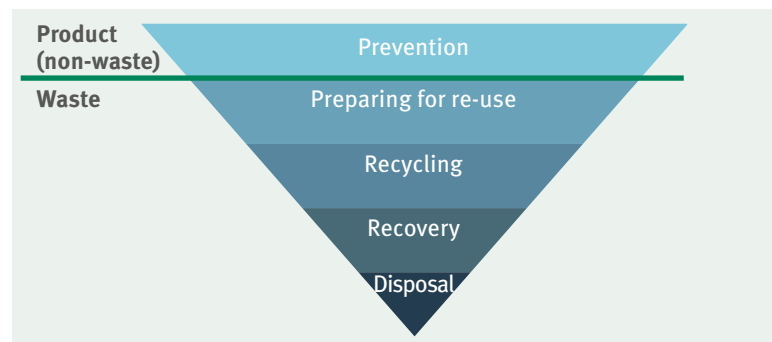 Product
(non-waste)
Prevention
Waste
Preparing for re-use
Recycling
Recovery
Disposal